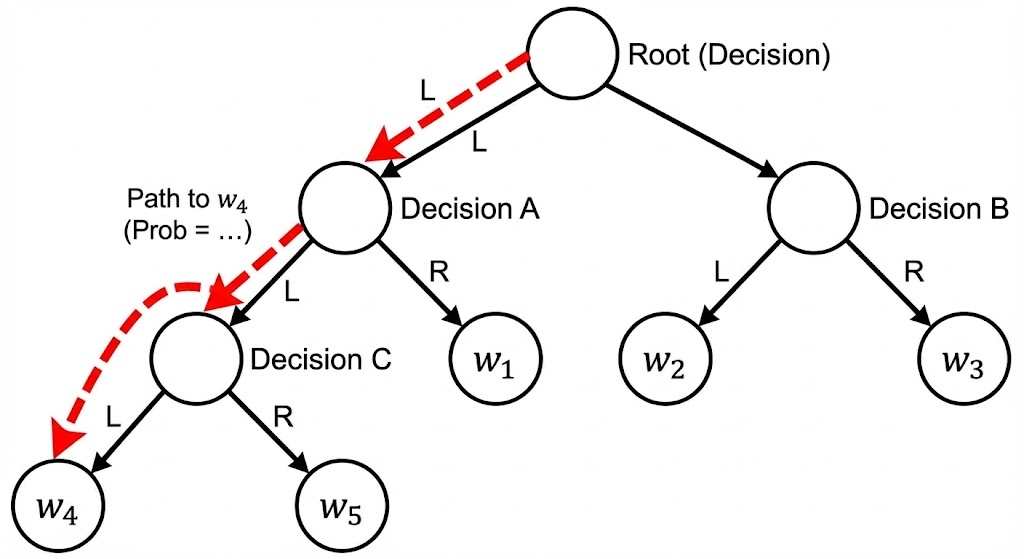 Root (Decision)
L
L
Path to w₄
(Prob = ...)
Decision A
Decision B
L
R
L
R
Decision C
w₁
w₂
w₃
L
R
w₄
w₅